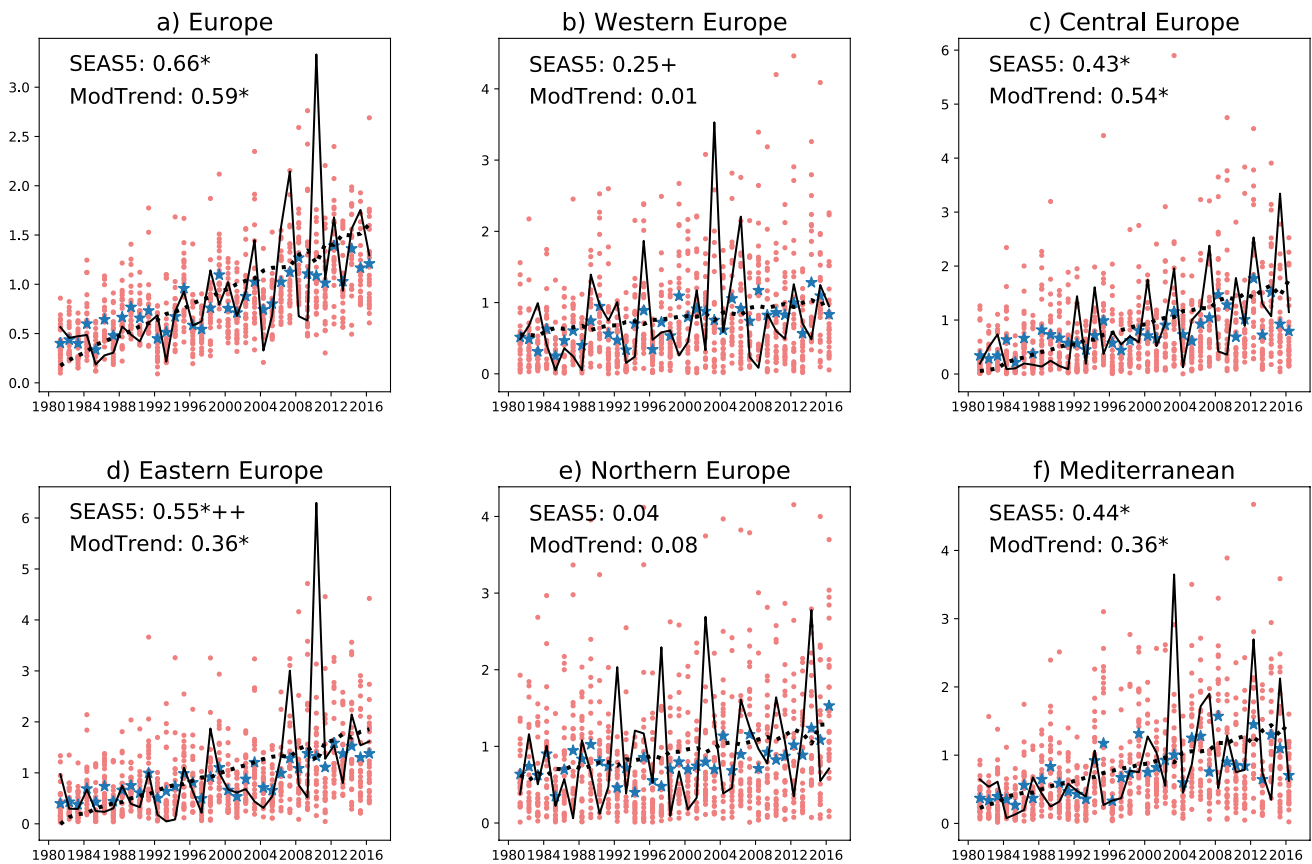 a) Europe
SEAS5: 0.66*
ModTrend: 0.59*
3.0
2.5
2.0
1.5
1.0
0.5
0.0
1980 1984 1988 1992 1996 2000 2004 2008 2012 2016
b) Western Europe
SEAS5: 0.25+
ModTrend: 0.01
4
3
2
1
0
1980 1984 1988 1992 1996 2000 2004 2008 2012 2016
c) Central Europe
SEAS5: 0.43*
ModTrend: 0.54*
6
5
4
3
2
1
0
1980 1984 1988 1992 1996 2000 2004 2008 2012 2016
d) Eastern Europe
SEAS5: 0.55*++
ModTrend: 0.36*
6
5
4
3
2
1
0
1980 1984 1988 1992 1996 2000 2004 2008 2012 2016
e) Northern Europe
SEAS5: 0.04
ModTrend: 0.08
4
3
2
1
0
1980 1984 1988 1992 1996 2000 2004 2008 2012 2016
f) Mediterranean
SEAS5: 0.44*
ModTrend: 0.36*
4
3
2
1
0
1980 1984 1988 1992 1996 2000 2004 2008 2012 2016